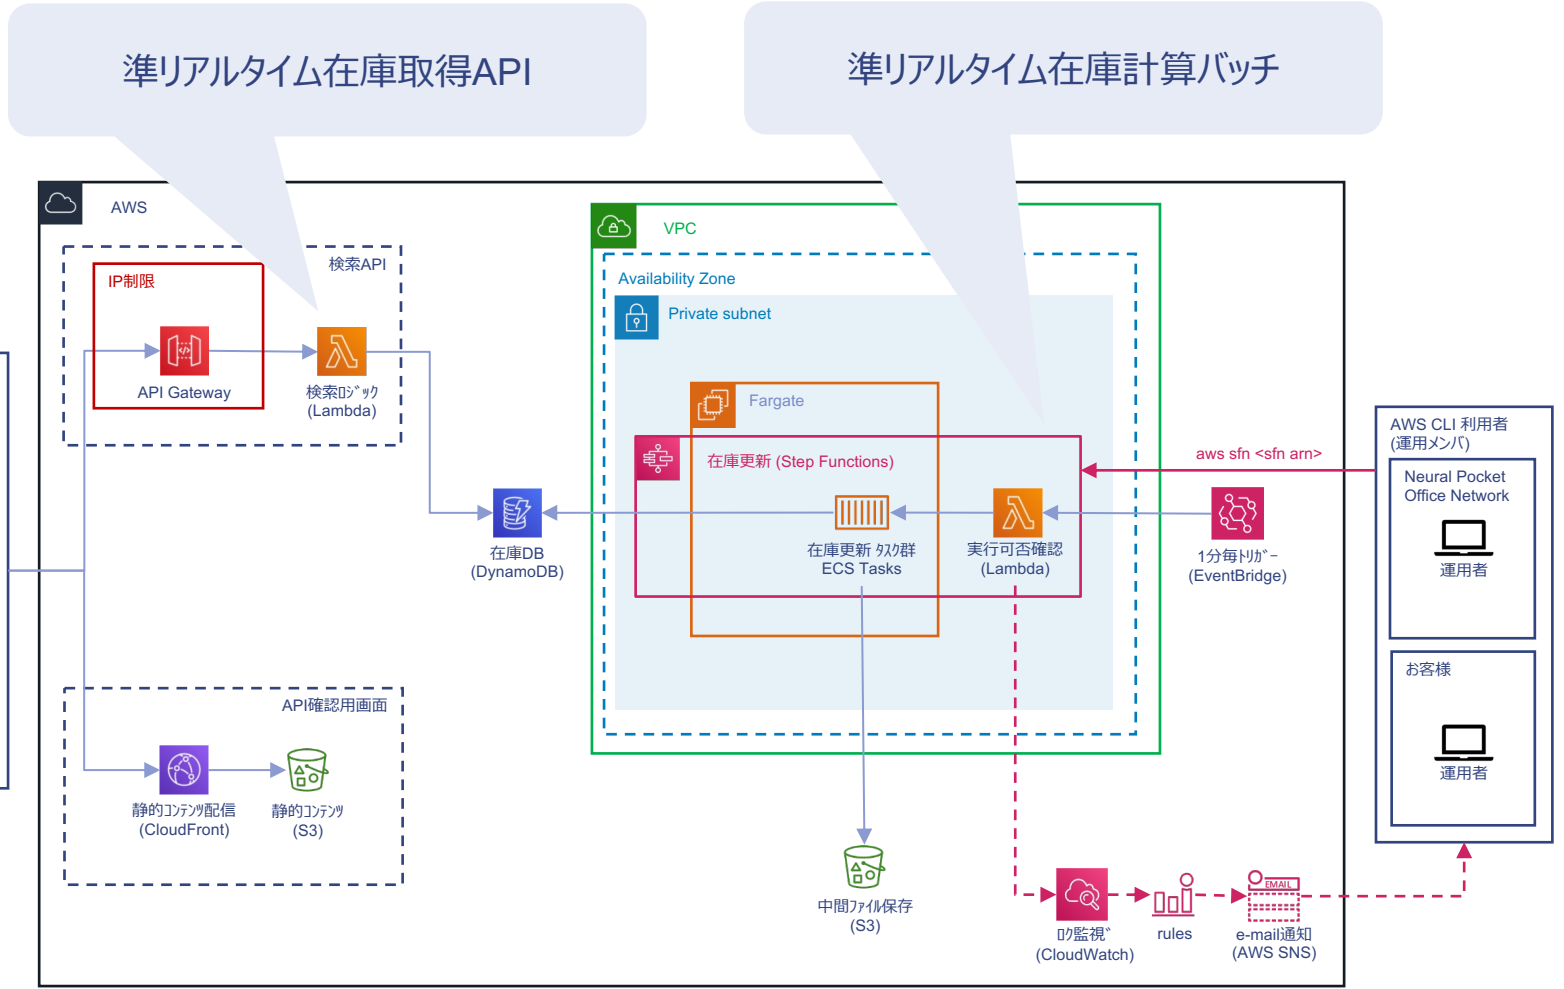 準リアルタイム在庫取得API
準リアルタイム在庫計算バッチ
AWS
VPC
検索API
IP制限
Availability Zone
Private subnet
API Gateway
検索ﾛｼﾞｯｸ
(Lambda)
Fargate
在庫更新 (Step Functions)
aws sfn <sfn arn>
AWS CLI 利用者
(運用ﾒﾝﾊﾞ)
Neural Pocket
Office Network
運用者
在庫DB
(DynamoDB)
在庫更新 ﾀｽｸ群
ECS Tasks
実行可否確認
(Lambda)
1分毎ﾄﾘｶﾞｰ
(EventBridge)
お客様
運用者
API確認用画面
静的ｺﾝﾃﾝﾂ配信
(CloudFront)
静的ｺﾝﾃﾝﾂ
(S3)
中間ﾌｧｲﾙ保存
(S3)
ﾛｸ監視ﾞ
(CloudWatch)
rules
EMAIL
e-mail通知
(AWS SNS)